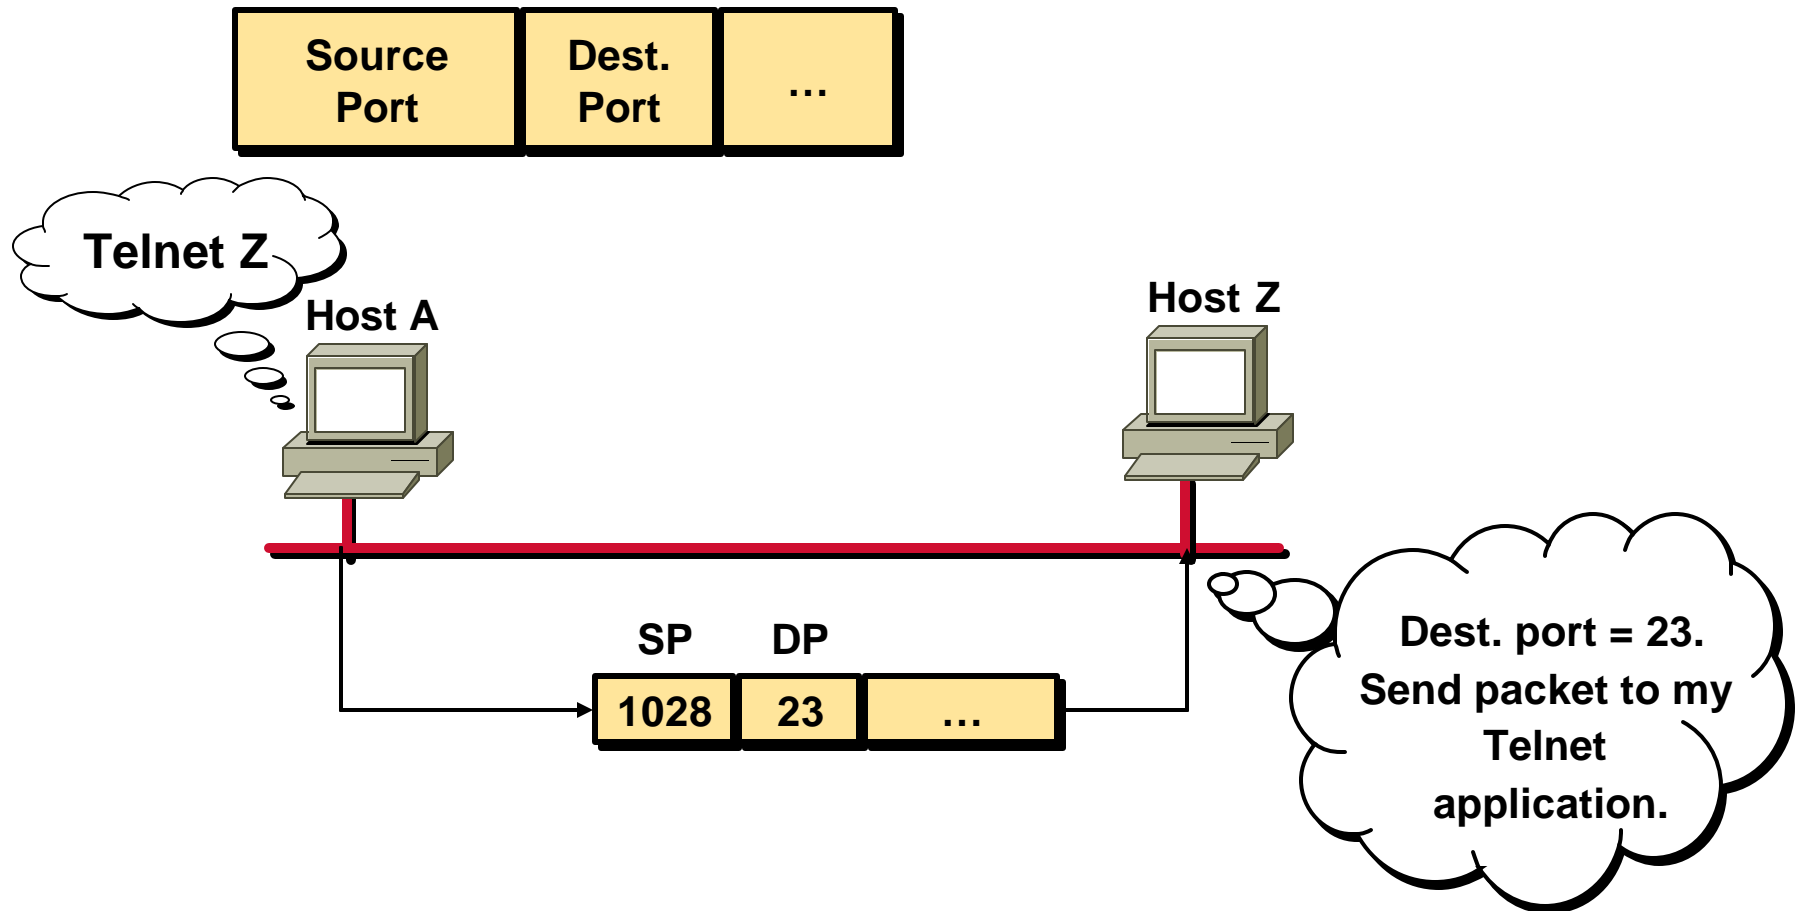 Source
Port
Dest.
Port
…
Telnet Z
Host A
Host Z
SP
DP
1028
23
…
Dest. port = 23.
Send packet to my
Telnet
application.